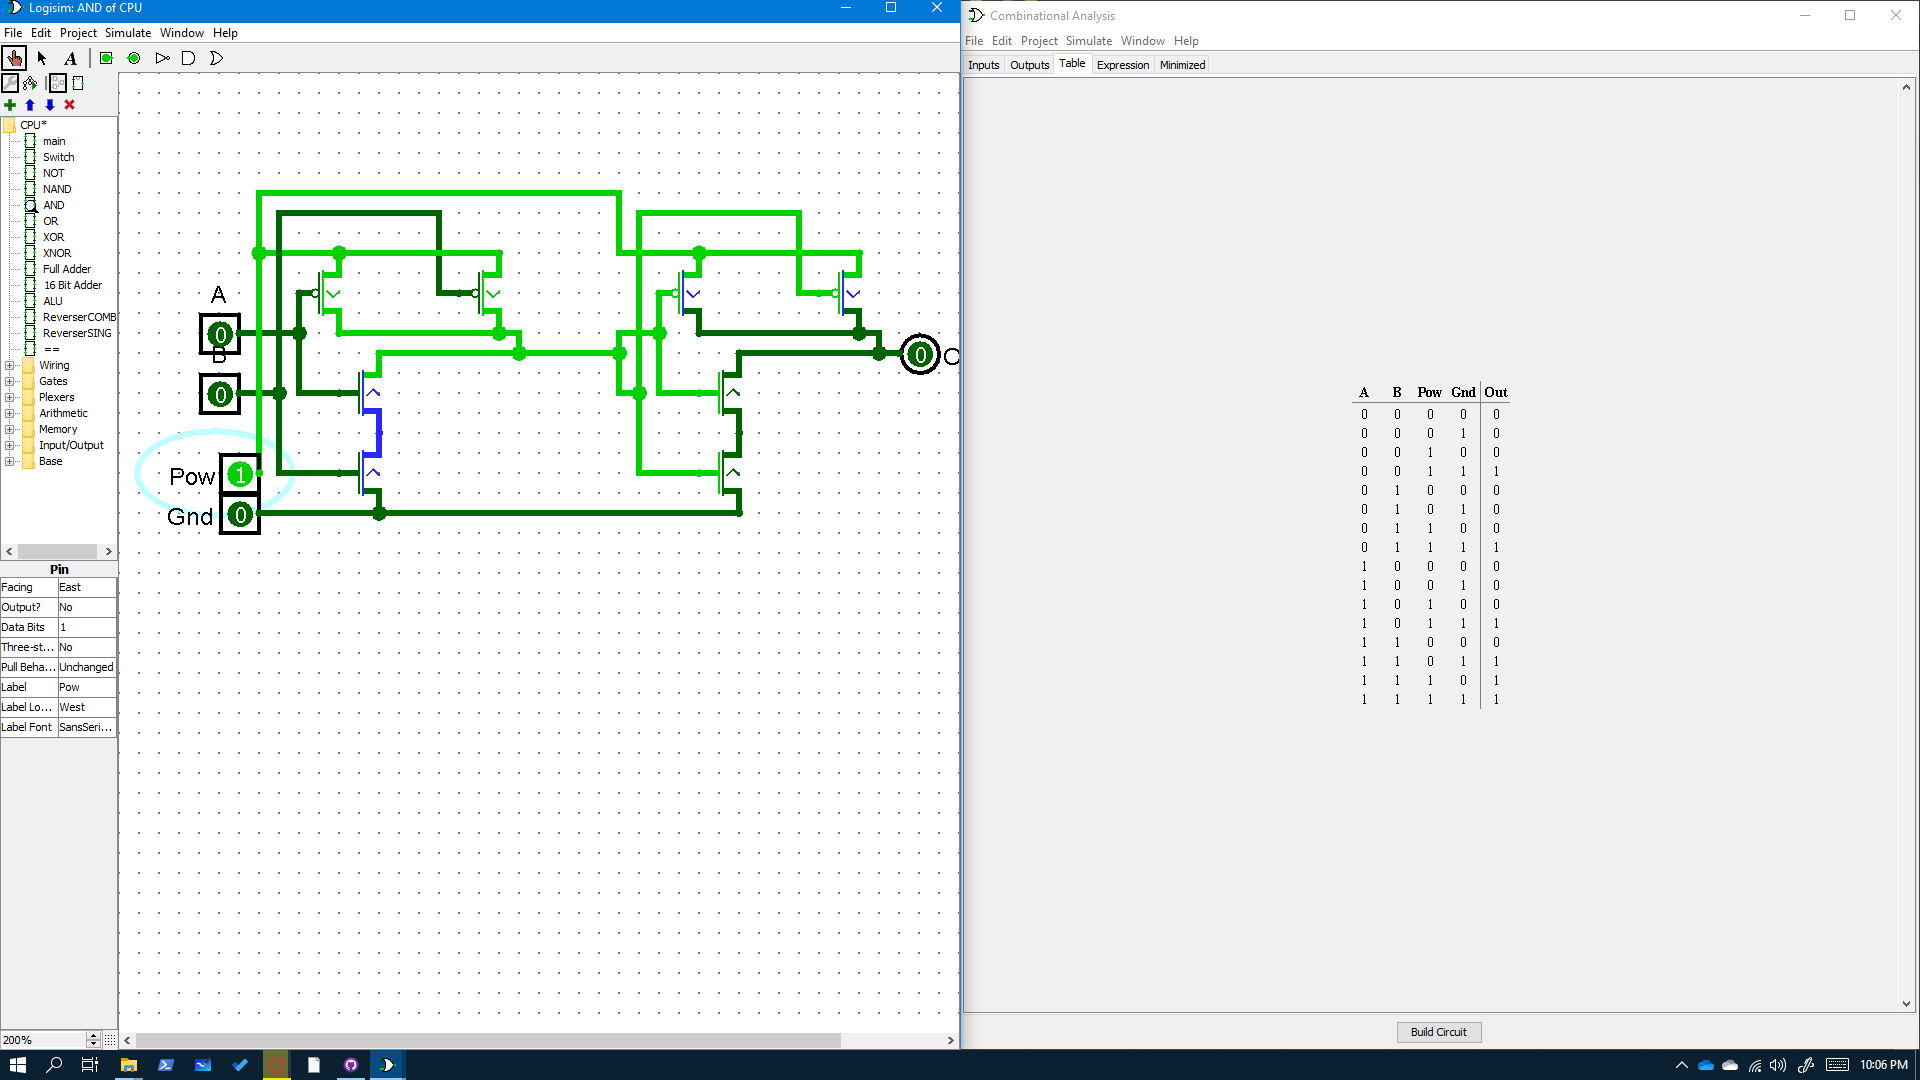 Logisim: AND of CPU
File Edit Project Simulate Window Help
A
CPU*
main
Switch
NOT
NAND
AND
OR
XOR
XNOR
Full Adder
16 Bit Adder
ALU
ReverserCOMB
ReverserSING
==
Wiring
Gates
Plexers
Arithmetic
Memory
Input/Output
Base
Pin
Facing East
Output? No
Data Bits 1
Three-st... No
Pull Beha... Unchanged
Label Pow
Label Lo... West
Label Font SansSeri...
200%
A
0
B
0
Pow 1
Gnd 0
0
Combinational Analysis
File Edit Project Simulate Window Help
Inputs Outputs Table Expression Minimized
A B Pow Gnd Out
0 0 0 0 0
0 0 0 1 0
0 0 1 0 0
0 0 1 1 1
0 1 0 0 0
0 1 0 1 0
0 1 1 0 0
0 1 1 1 1
1 0 0 0 0
1 0 0 1 0
1 0 1 0 0
1 0 1 1 1
1 1 0 0 0
1 1 0 1 1
1 1 1 0 1
1 1 1 1 1
Build Circuit
10:06 PM